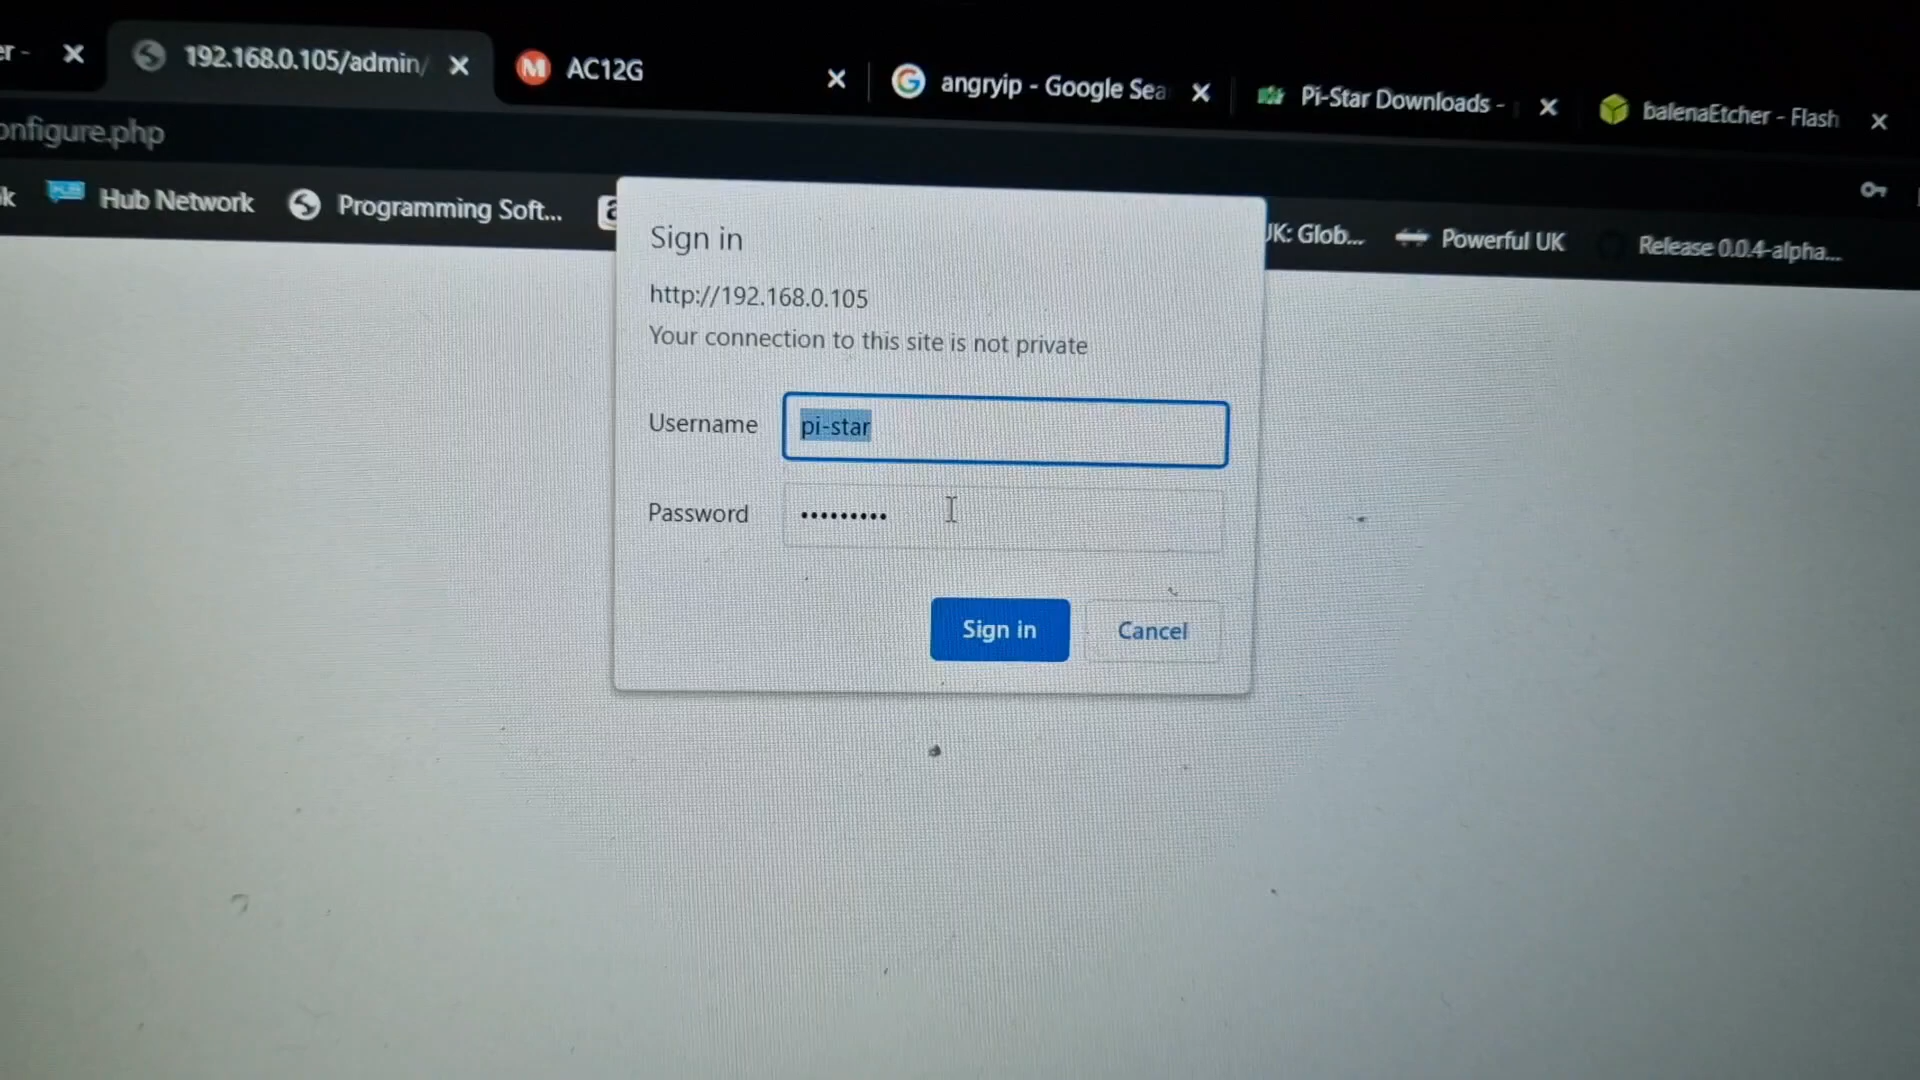 er -
192.168.0.105/admin/
AC12G
angryip - Google Sea
Pi-Star Downloads -
balenaEtcher - Flash
onfigure.php
k
Hub Network
Programming Soft...
JK: Glob...
Powerful UK
Release 0.0.4-alpha...
Sign in
http://192.168.0.105
Your connection to this site is not private
Username
pi-star
Password
•••••••••
Sign in
Cancel